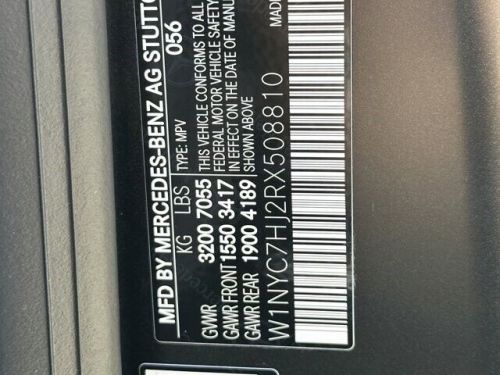 MFD BY MERCEDES-BENZ AG STUTTG
056
KG LBS TYPE: MPV
GVWR 3200 7055
GAWR FRONT 1550 3417
GAWR REAR 1900 4189
THIS VEHICLE CONFORMS TO ALL
FEDERAL MOTOR VEHICLE SAFETY
IN EFFECT ON THE DATE OF MANU
SHOWN ABOVE
W1NYC7HJ2RX508810
MADE